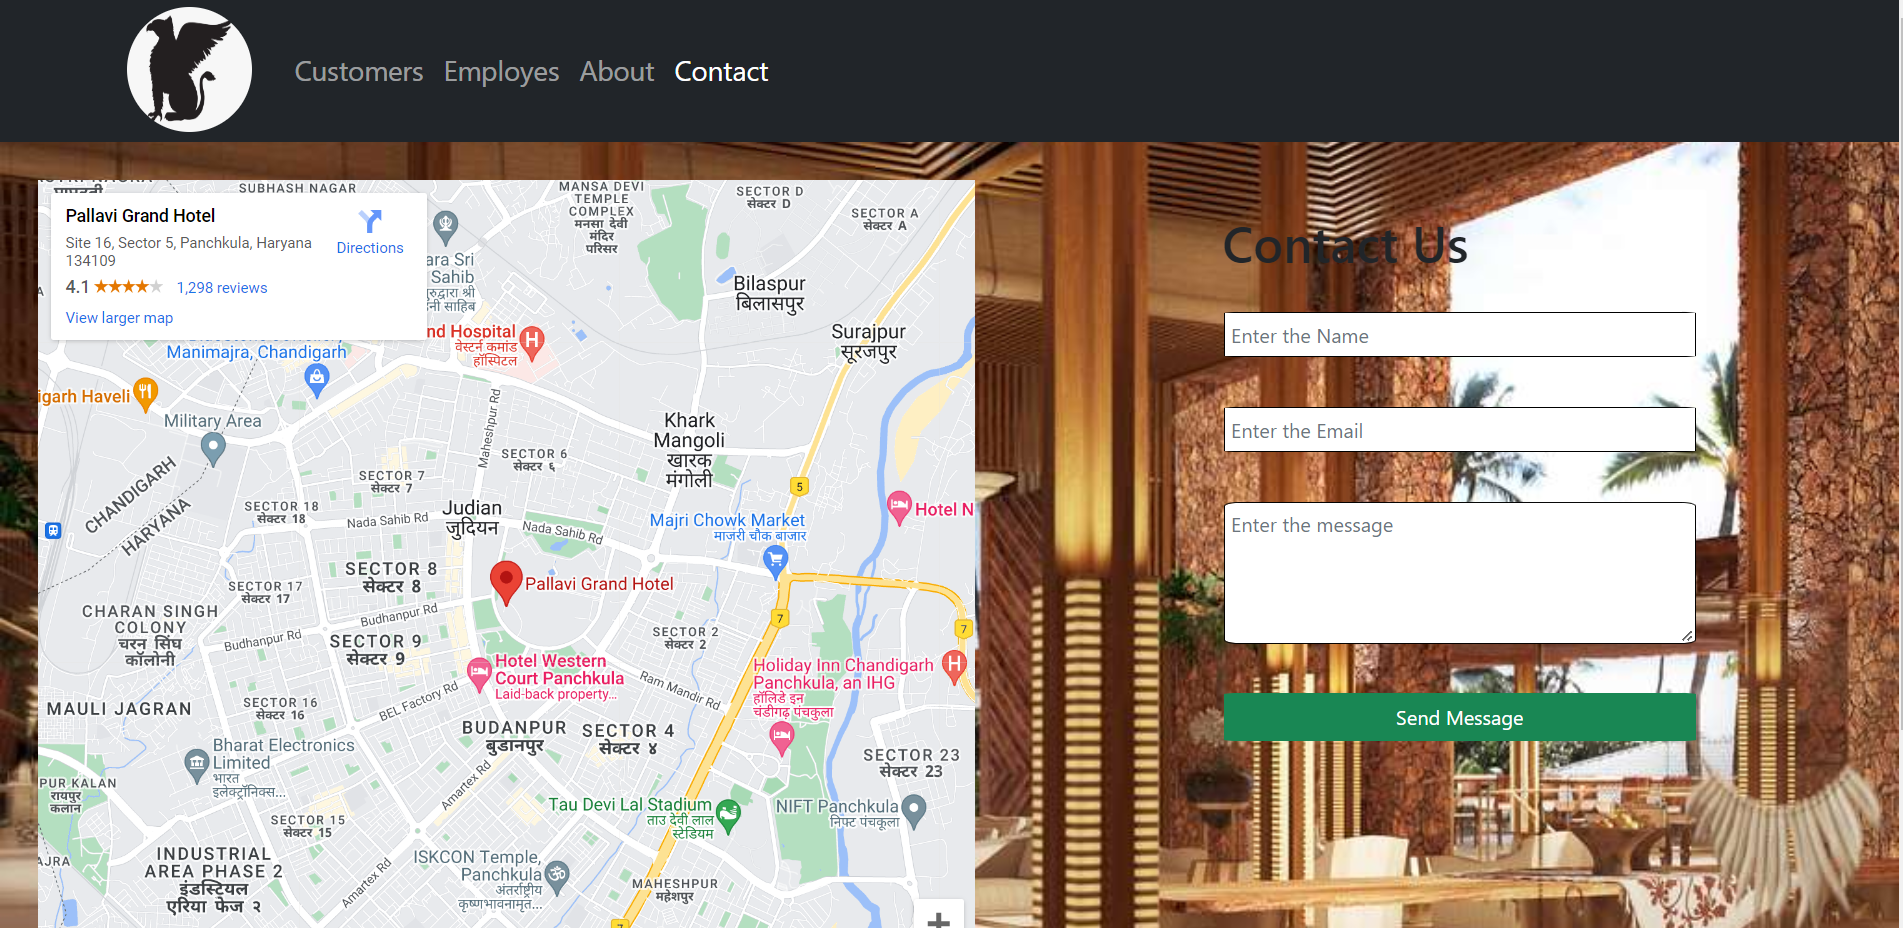 Customers Employes About Contact
Pallavi Grand Hotel
Site 16, Sector 5, Panchkula, Haryana
134109
Directions
4.1
1,298 reviews
View larger map
SUBHASH NAGAR
MANSA DEVI
TEMPLE
COMPLEX
मनसा देवी
मंदिर
परिसर
SECTOR D
सेक्टर D
SECTOR A
सेक्टर A
ara Sri
Sahib
गुरुद्वारा श्री
साहिब
Bilaspur
बिलासपुर
Surajpur
सूरजपुर
nd Hospital
वेस्टर्न कमांड
हॉस्पिटल
Manimajra, Chandigarh
igarh Haveli
Military Area
CHANDIGARH
HARYANA
Maheshpur Rd
Khark
Mangoli
खारक
मंगोली
SECTOR 6
सेक्टर ६
SECTOR 7
सेक्टर 7
5
SECTOR 18
सेक्टर 18
Nada Sahib Rd
Judian
जुदियन
Nada Sahib Rd
Majri Chowk Market
माजरी चौक बाजार
Hotel N
SECTOR 8
सेक्टर 8
Pallavi Grand Hotel
SECTOR 17
सेक्टर 17
CHARAN SINGH
COLONY
चरन सिंघ
कॉलोनी
Budhanpur Rd
Budhanpur Rd
SECTOR 9
सेक्टर 9
SECTOR 2
सेक्टर 2
7
7
Hotel Western
Court Panchkula
Laid-back property...
Ram Mandir Rd
Holiday Inn Chandigarh
Panchkula, an IHG
हॉलिडे इन
चंडीगढ़ पंचकुला
BEL Factory Rd
MAULI JAGRAN
SECTOR 16
सेक्टर 16
BUDANPUR
बुडानपुर
SECTOR 4
सेक्टर ४
SECTOR 23
सेक्टर 23
Bharat Electronics
Limited
भारत
इलेक्ट्रॉनिक्स...
PUR KALAN
रायपुर
कलान
Amartex Rd
Tau Devi Lal Stadium
ताउ देवी लाल
स्टेडियम
NIFT Panchkula
निफ्ट पंचकूला
SECTOR 15
सेक्टर 15
AJRA
INDUSTRIAL
AREA PHASE 2
इंडस्ट्रियल
एरिया फेज २
Amartex Rd
ISKCON Temple,
Panchkula
अंतर्राष्ट्रीय
कृष्णभावनामृत...
MAHESHPUR
महेशपुर
7
Contact Us
Enter the Name
Enter the Email
Enter the message
Send Message